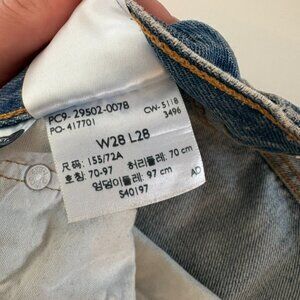 PC9- 29502-0078 CW-5118
PO- 417701 3496
W28 L28
尺码: 155/72A
호칭: 70-97 허리둘레: 70 cm
엉덩이둘레: 97 cm
S40197 AD